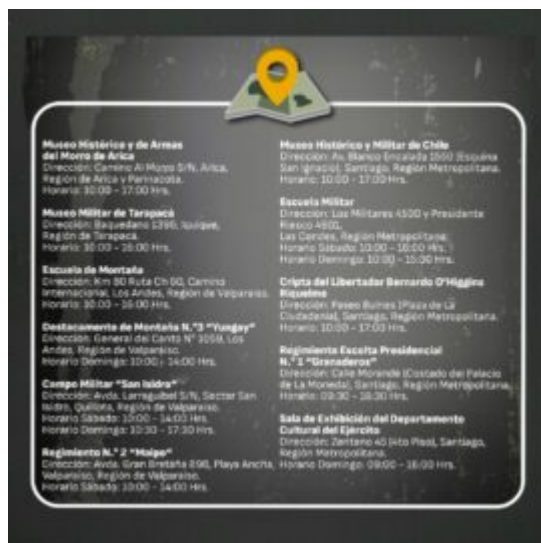 Museo Histórico y de Armas
del Morro de Arica
Dirección: Camino Al Morro S/N, Arica,
Región de Arica y Parinacota.
Horario: 10:00 - 17:00 Hrs.
Museo Militar de Tarapacá
Dirección: Baquedano 1396, Iquique,
Región de Tarapacá.
Horario: 10:00 - 16:00 Hrs.
Escuela de Montaña
Dirección: Km 90 Ruta Ch 60, Camino
Internacional, Los Andes, Región de Valparaíso.
Horario: 10:00 - 16:00 Hrs.
Destacamento de Montaña N.°3 "Yungay"
Dirección: General del Canto N° Los
Andes, Región de Valparaíso.
Horario Domingo: 10:00 - 14:00 Hrs.
Campo Militar "San Isidro"
Dirección: Avda. Larraguibel S/N, Sector San
Isidro, Quillota, Región de Valparaíso.
Horario Sábado: 10:00 - 14:00 Hrs.
Horario Domingo: 10:30 - 17:30 Hrs.
Regimiento N.° 2 "Maipo"
Dirección: Avda. Gran Bretaña Playa Ancha,
Valparaíso, Región de Valparaíso.
Horario Sábado: 10:00 - 14:00 Hrs.
Museo Histórico y Militar de Chile
Dirección: Av. Blanco Encalada 1550 (Esquina
San Ignacio), Santiago, Región Metropolitana.
Horario: 10:00 - 17:00 Hrs.
Escuela Militar
Dirección: Los Militares 4500 y Presidente
Riesco 4501,
Las Condes, Región Metropolitana.
Horario Sábado: 10:00 - Hrs.
Horario Domingo: 10:00 - 15:30 Hrs.
Cripta del Libertador Bernardo O'Higgins
Riquelme
Dirección: Paseo Bulnes (Plaza de La
Ciudadanía), Santiago, Región Metropolitana.
Horario: 10:00 - 17:00 Hrs.
Regimiento Escolta Presidencial
N.° 1 "Granaderos"
Dirección: Calle Morandé (Costado del Palacio
de La Moneda), Santiago, Región Metropolitana.
Horario: 09:30 - Hrs.
Sala de Exhibición del Departamento
Cultural del Ejército
Dirección: Zenteno 45 (4to Piso), Santiago,
Región Metropolitana.
Horario Domingo: 09:00 - 16:00 Hrs.